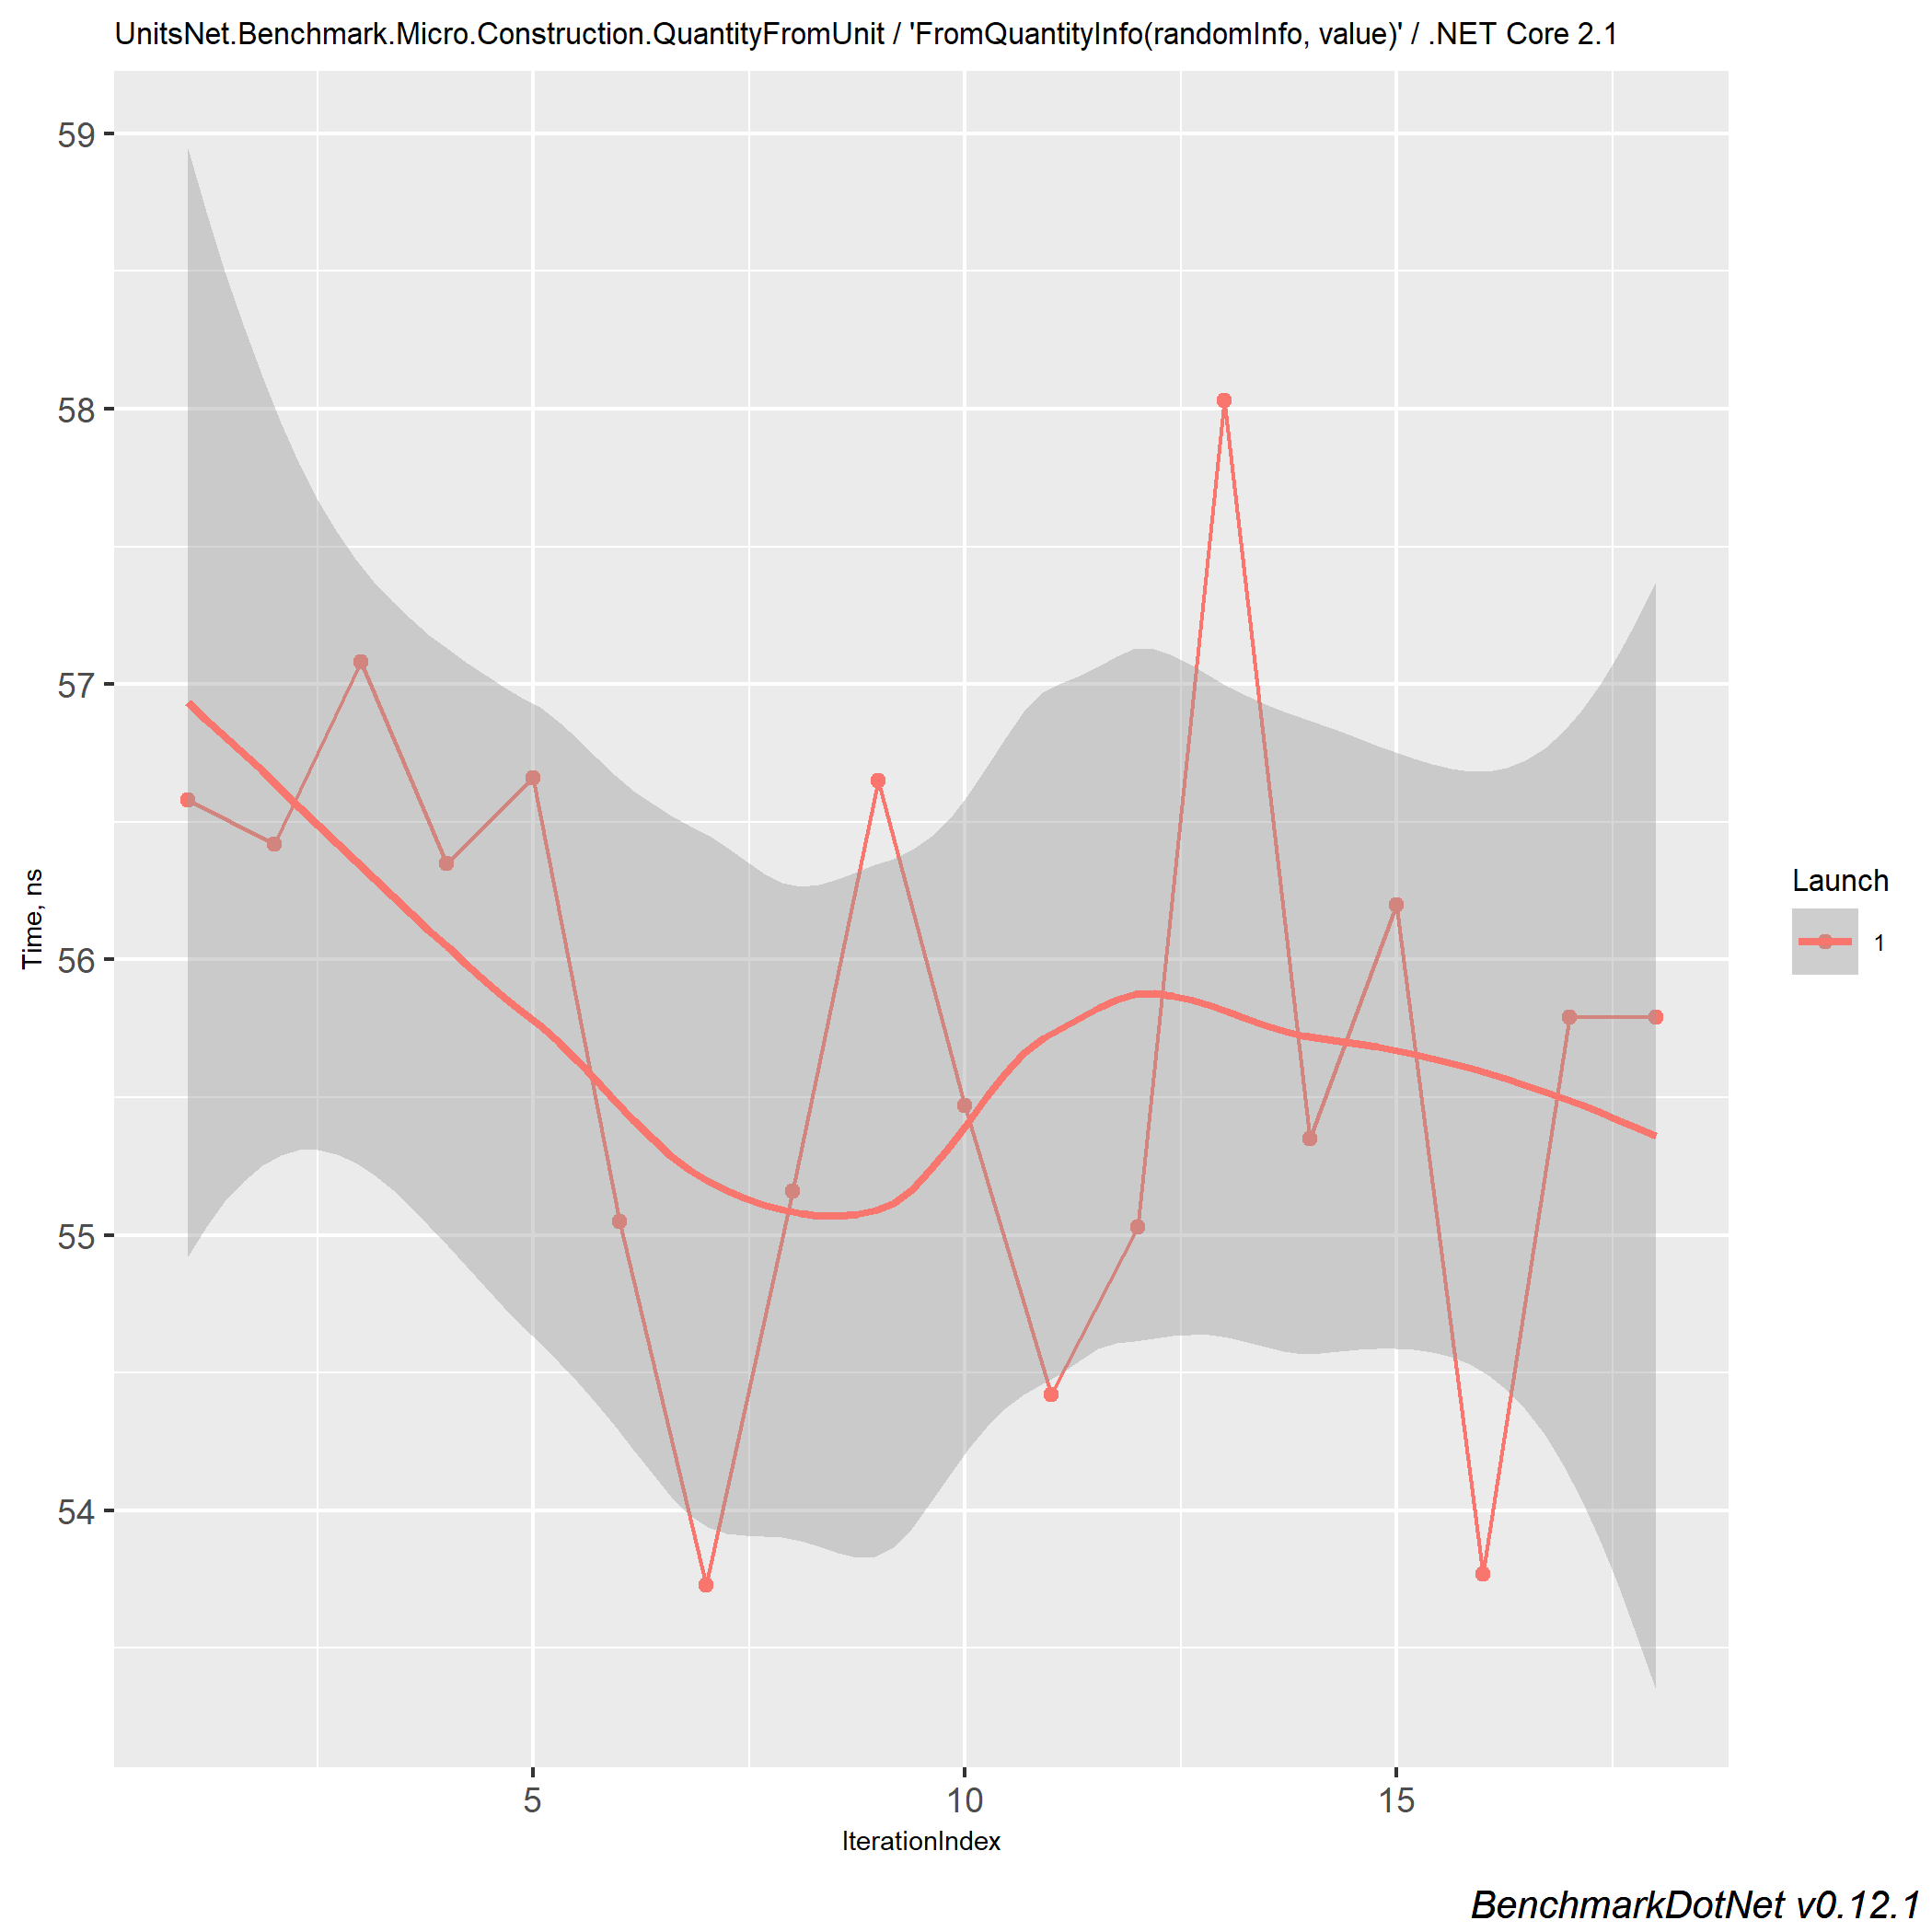 UnitsNet.Benchmark.Micro.Construction.QuantityFromUnit / 'FromQuantityInfo(randomInfo, value)' / .NET Core 2.1
59
58
57
56
55
54
Time, ns
5 10 15
IterationIndex
Launch
1
BenchmarkDotNet v0.12.1